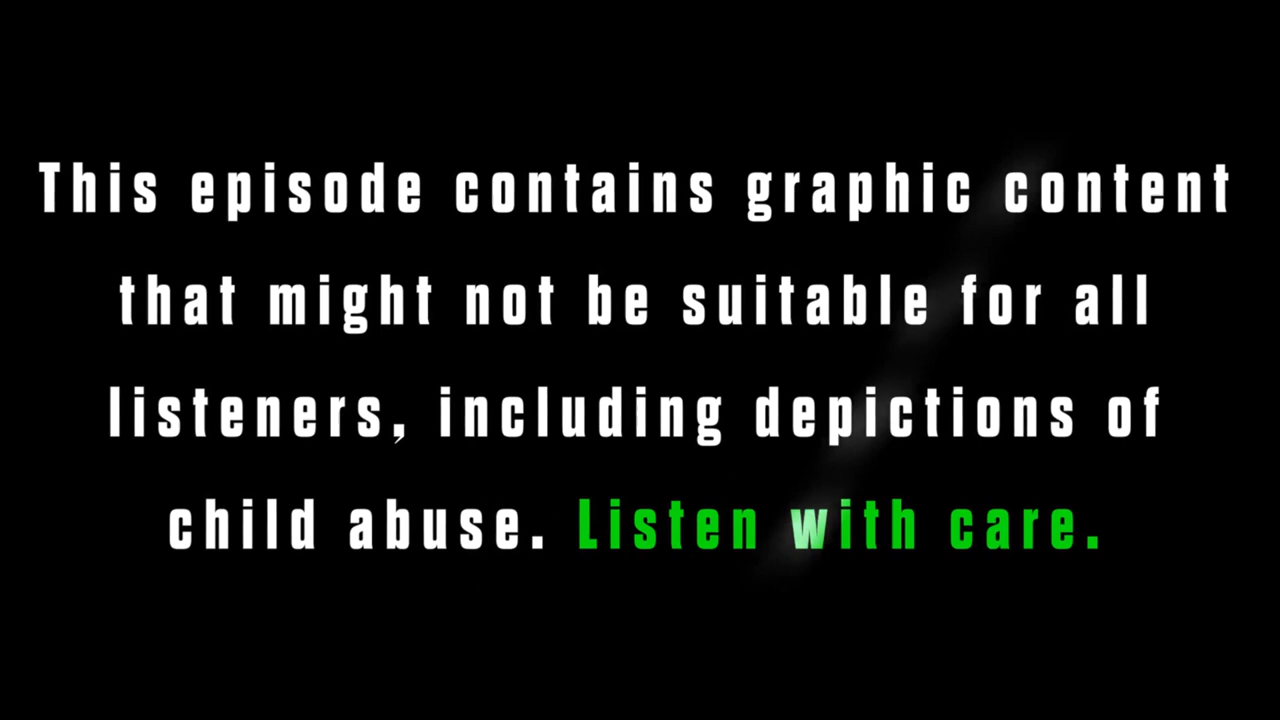 This episode contains graphic content
that might not be suitable for all
listeners, including depictions of
child abuse. Listen with care.